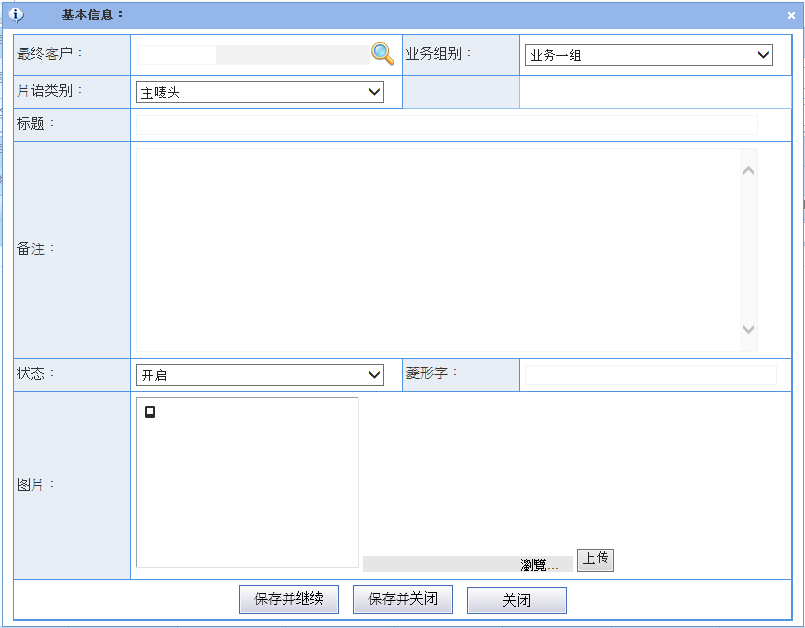 基本信息：
最终客户：
业务组别：
业务一组
片语类别：
主唛头
标题：
备注：
状态：
开启
菱形字：
图片：
瀏覽...
上传
保存并继续
保存并关闭
关闭